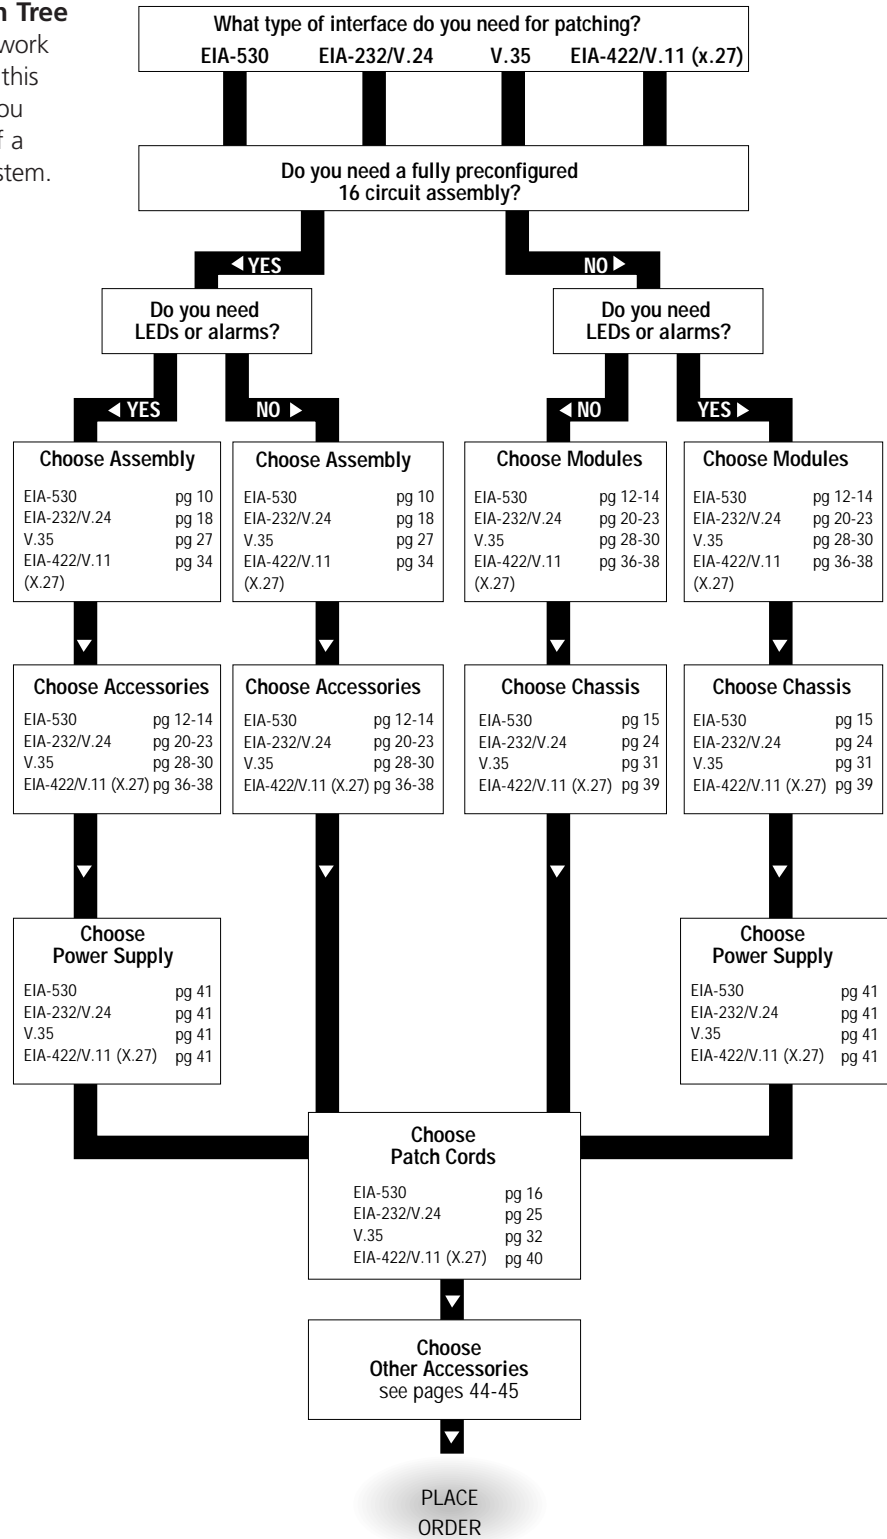 n Tree
work
this
ou
f a
stem.
What type of interface do you need for patching?
EIA-530 EIA-232/V.24 V.35 EIA-422/V.11 (x.27)
Do you need a fully preconfigured
16 circuit assembly?
YES
NO
Do you need
LEDs or alarms?
Do you need
LEDs or alarms?
YES
NO
NO
YES
Choose Assembly
EIA-530 pg 10
EIA-232/V.24 pg 18
V.35 pg 27
EIA-422/V.11 pg 34
(X.27)
Choose Assembly
EIA-530 pg 10
EIA-232/V.24 pg 18
V.35 pg 27
EIA-422/V.11 pg 34
(X.27)
Choose Modules
EIA-530 pg 12-14
EIA-232/V.24 pg 20-23
V.35 pg 28-30
EIA-422/V.11 pg 36-38
(X.27)
Choose Modules
EIA-530 pg 12-14
EIA-232/V.24 pg 20-23
V.35 pg 28-30
EIA-422/V.11 pg 36-38
(X.27)
Choose Accessories
EIA-530 pg 12-14
EIA-232/V.24 pg 20-23
V.35 pg 28-30
EIA-422/V.11 (X.27) pg 36-38
Choose Accessories
EIA-530 pg 12-14
EIA-232/V.24 pg 20-23
V.35 pg 28-30
EIA-422/V.11 (X.27) pg 36-38
Choose Chassis
EIA-530 pg 15
EIA-232/V.24 pg 24
V.35 pg 31
EIA-422/V.11 (X.27) pg 39
Choose Chassis
EIA-530 pg 15
EIA-232/V.24 pg 24
V.35 pg 31
EIA-422/V.11 (X.27) pg 39
Choose
Power Supply
EIA-530 pg 41
EIA-232/V.24 pg 41
V.35 pg 41
EIA-422/V.11 (X.27) pg 41
Choose
Power Supply
EIA-530 pg 41
EIA-232/V.24 pg 41
V.35 pg 41
EIA-422/V.11 (X.27) pg 41
Choose
Patch Cords
EIA-530 pg 16
EIA-232/V.24 pg 25
V.35 pg 32
EIA-422/V.11 (X.27) pg 40
Choose
Other Accessories
see pages 44-45
PLACE
ORDER